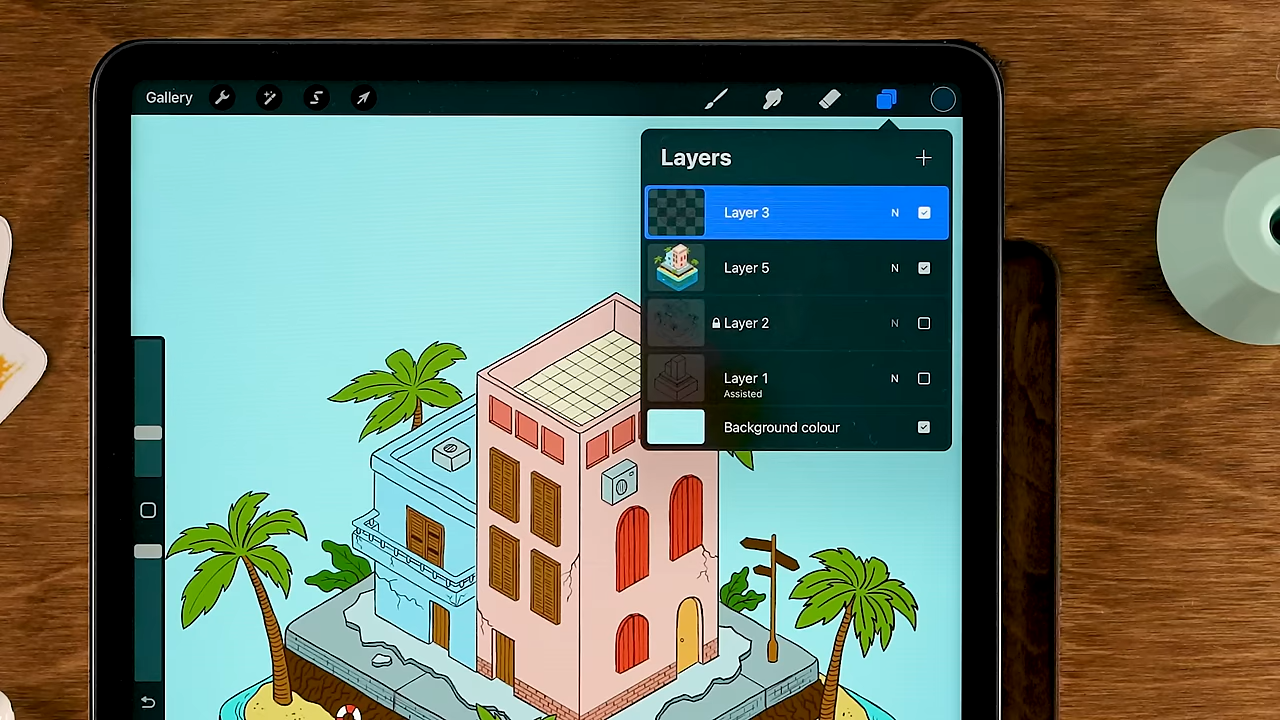 Gallery
Layers
Layer 3 N
Layer 5 N
Layer 2 N
Layer 1 N
Assisted
Background colour